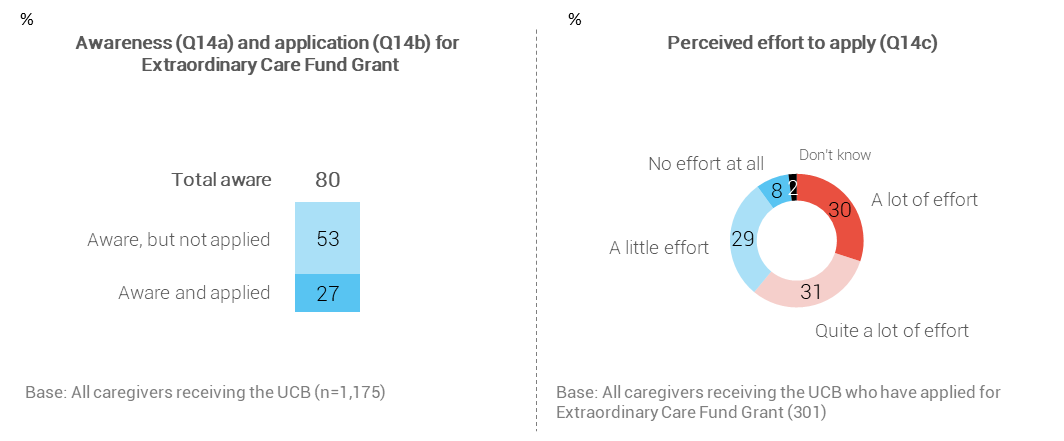 %
Awareness (Q14a) and application (Q14b) for
Extraordinary Care Fund Grant
Total aware 80
Aware, but not applied 53
Aware and applied 27
Base: All caregivers receiving the UCB (n=1,175)
%
Perceived effort to apply (Q14c)
Don't know
No effort at all
8 2
30
A lot of effort
A little effort
29
31
Quite a lot of effort
Base: All caregivers receiving the UCB who have applied for
Extraordinary Care Fund Grant (301)